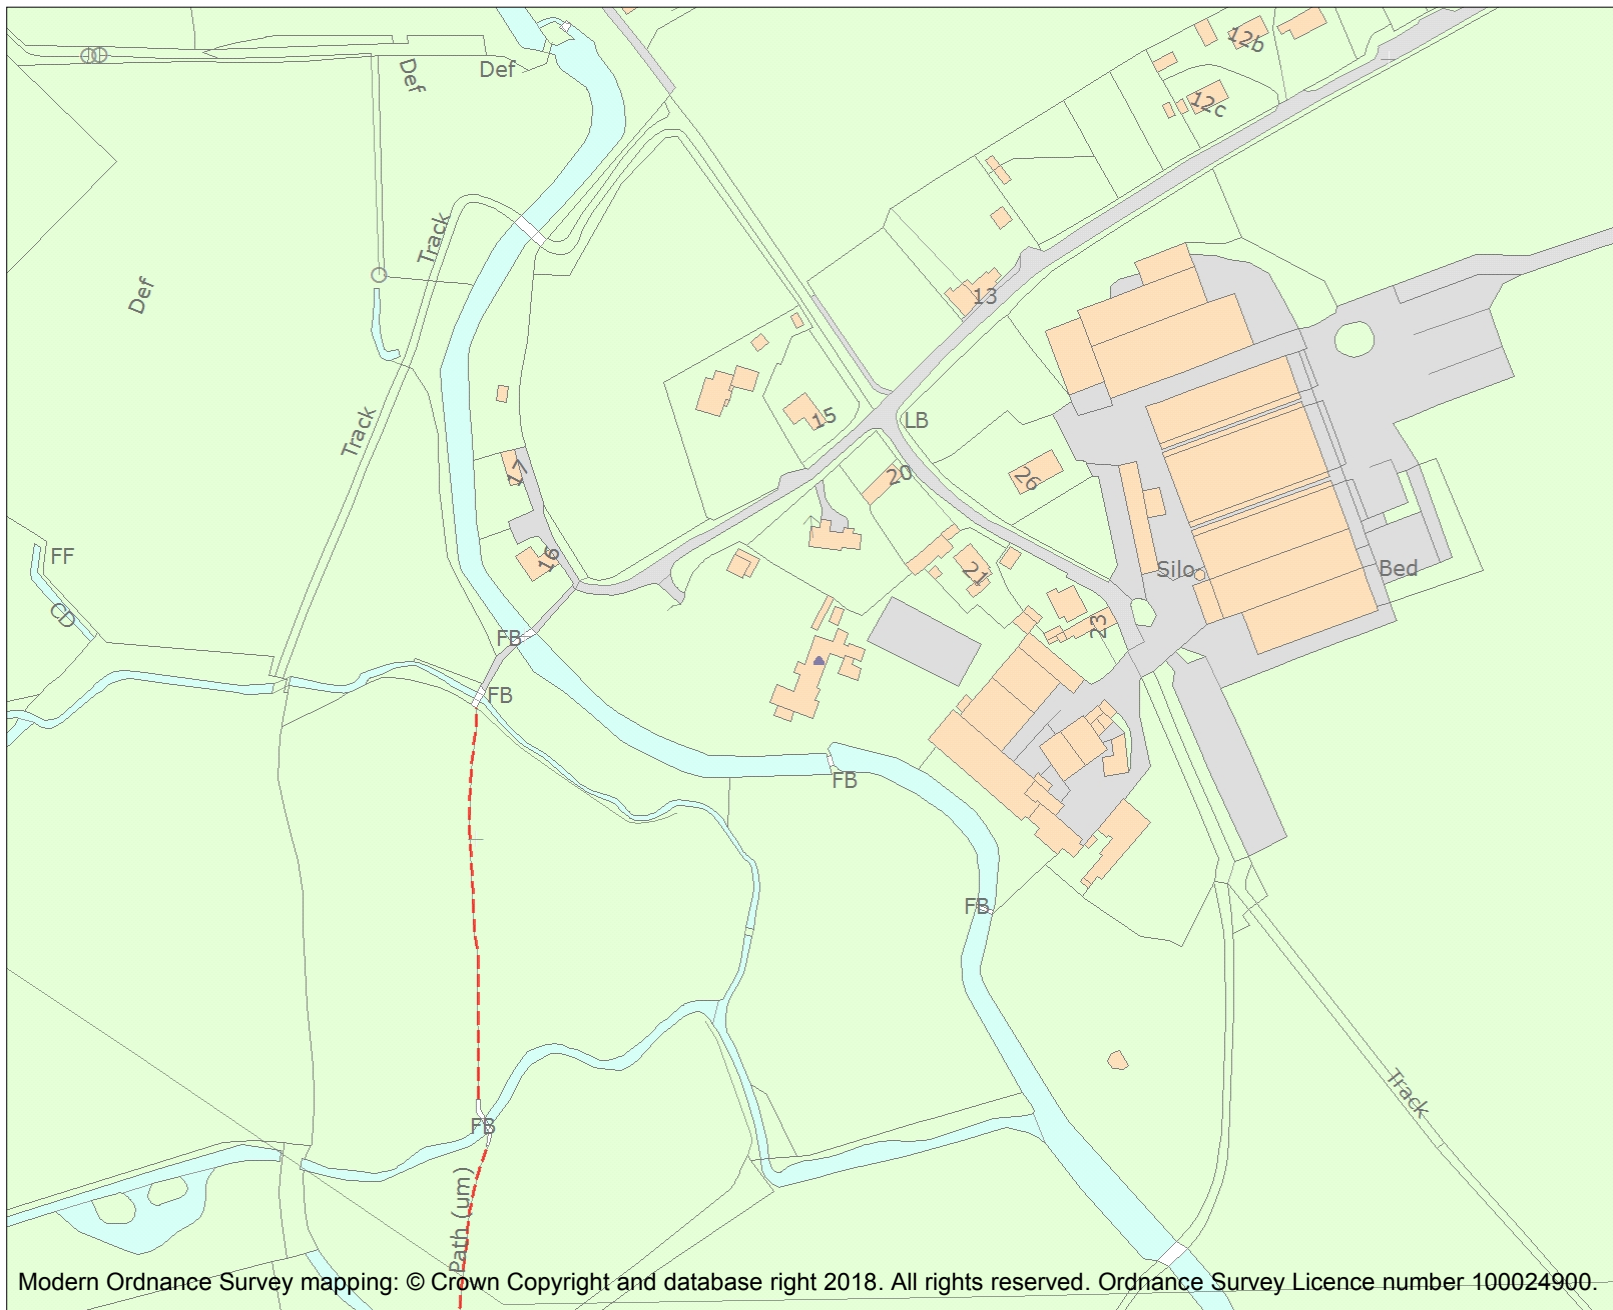 12b
Def
Def
12c
Track
Def
13
15
LB
Track
17
20
26
16
FF
21
Silo
Bed
CD
23
FB
FB
FB
FB
Track
FB
Path (um)
Modern Ordnance Survey mapping: © Crown Copyright and database right 2018. All rights reserved. Ordnance Survey Licence number 100024900.